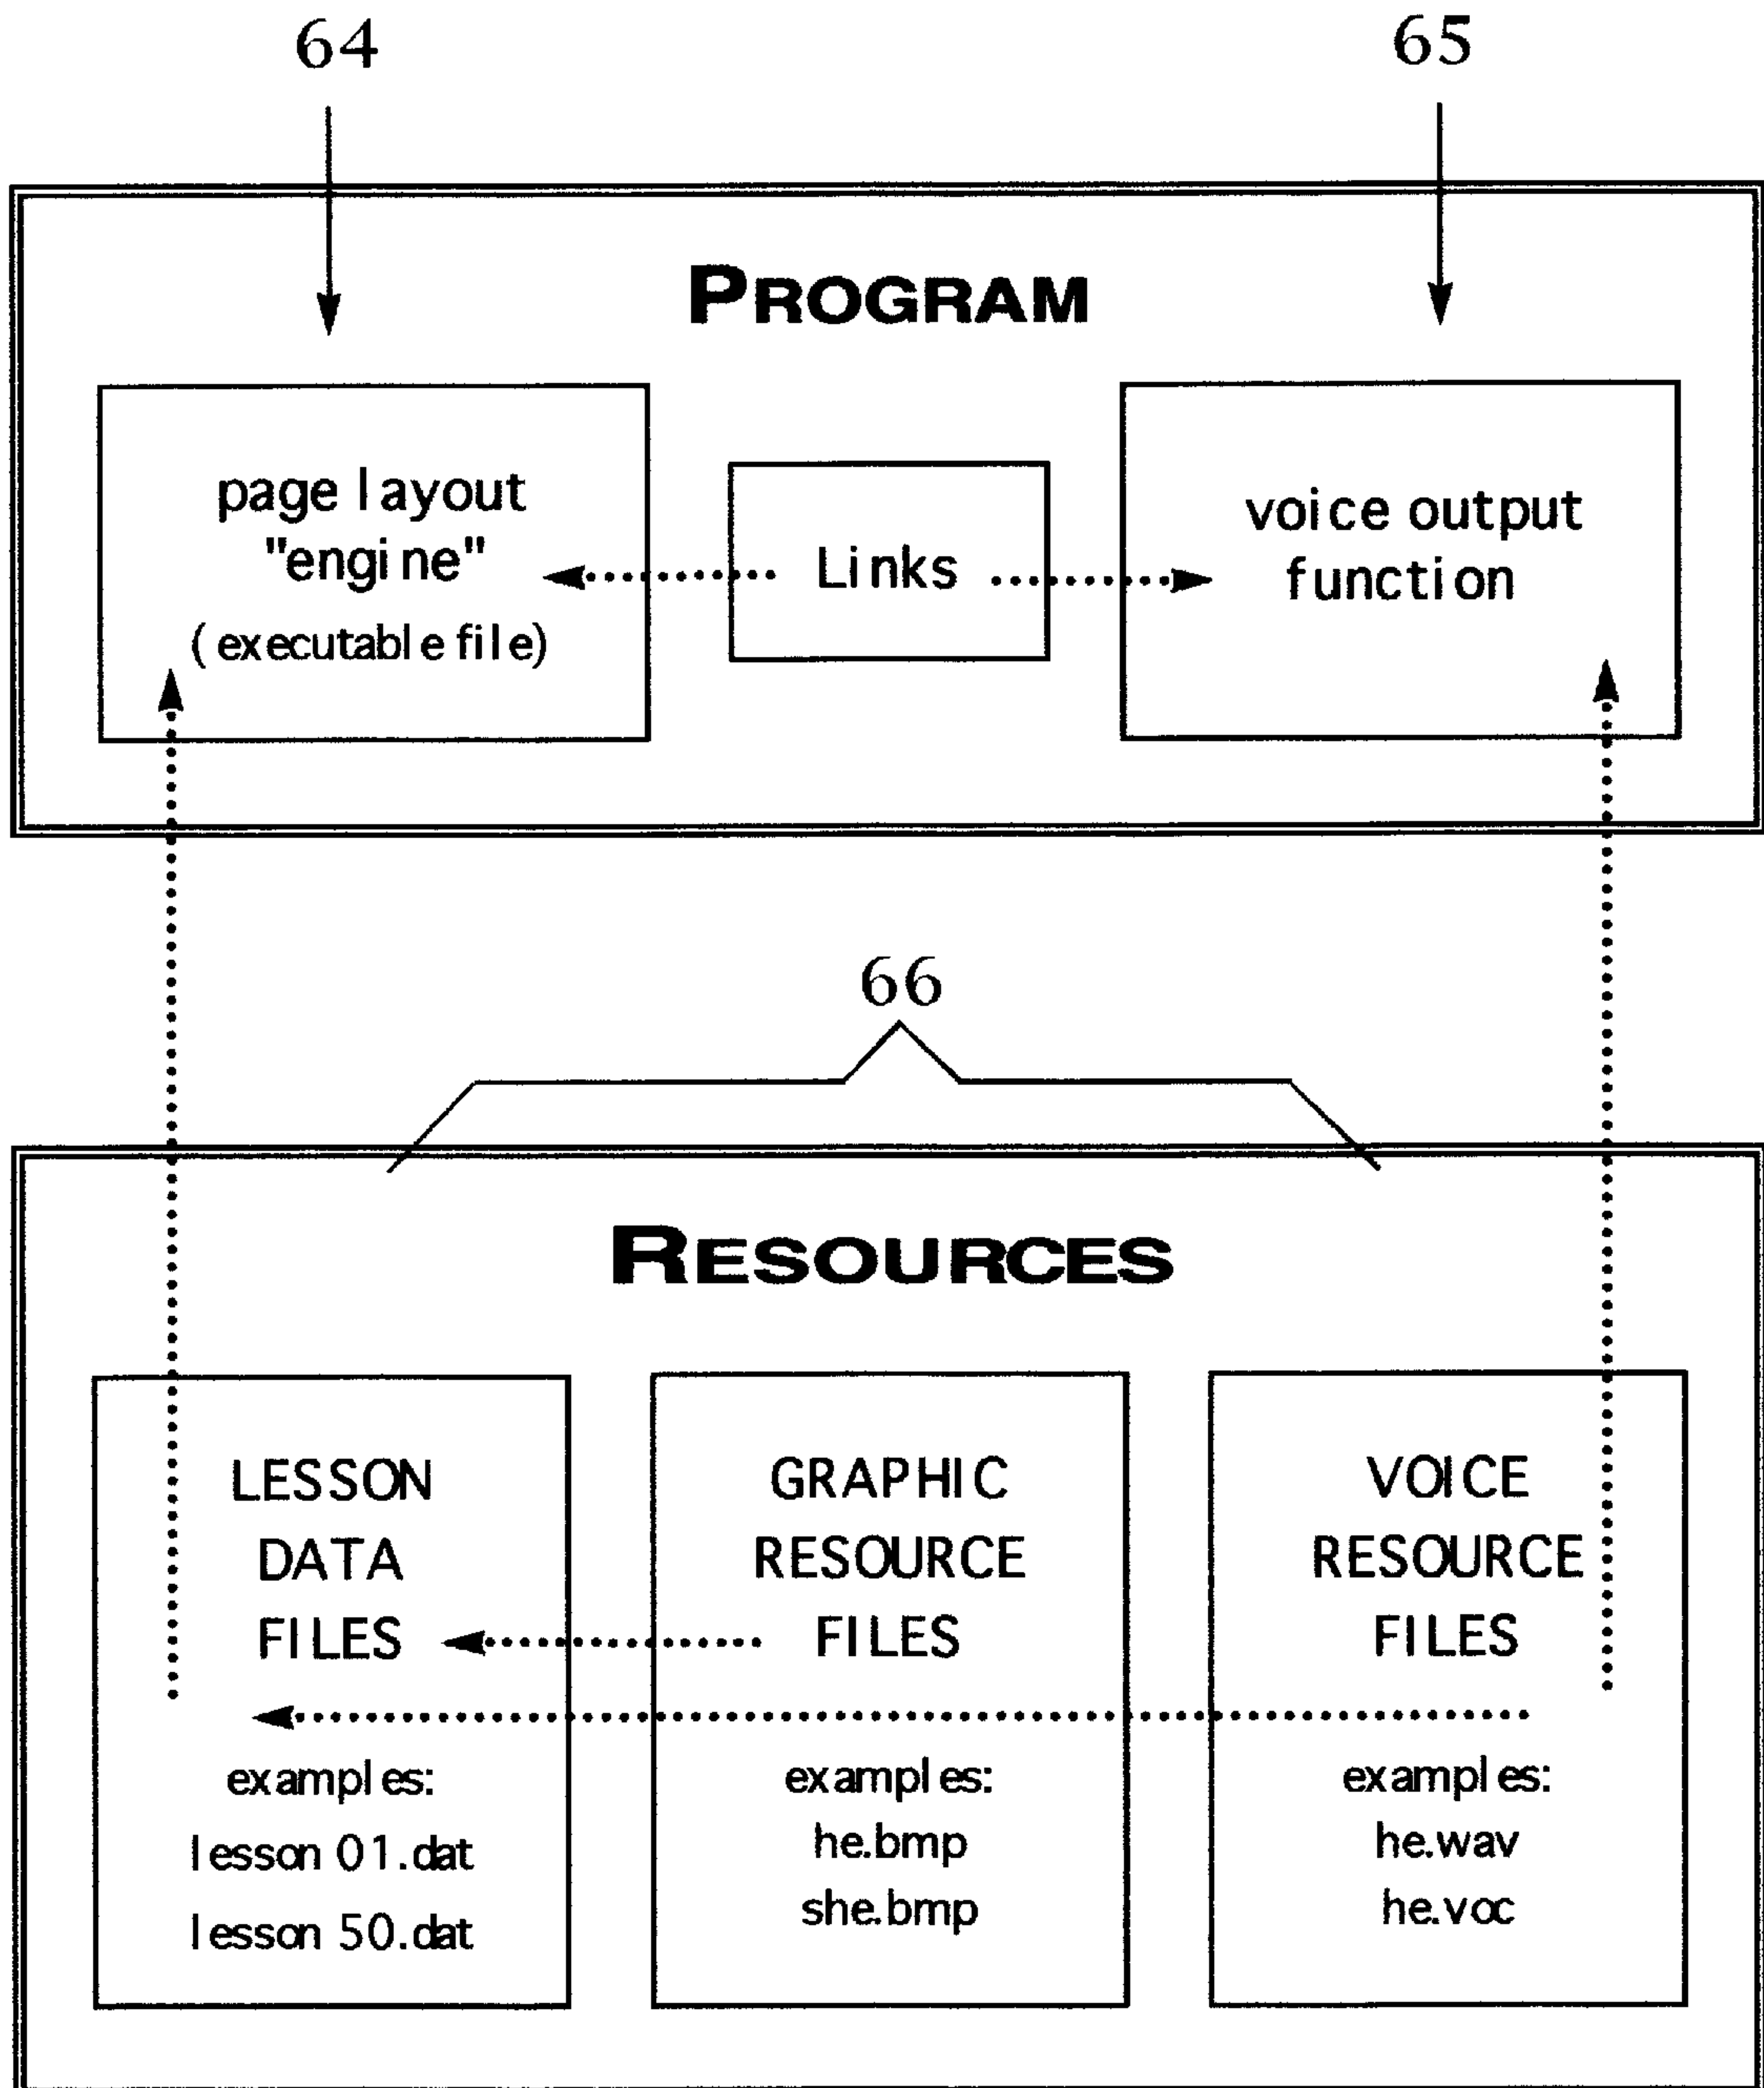 64
65
PROGRAM
page layout
"engine"
(executable file)
Links
voice output
function
66
RESOURCES
LESSON
DATA
FILES
examples:
lesson 01.dat
lesson 50.dat
GRAPHIC
RESOURCE
FILES
examples:
he.bmp
she.bmp
VOICE
RESOURCE
FILES
examples:
he.wav
he.voc